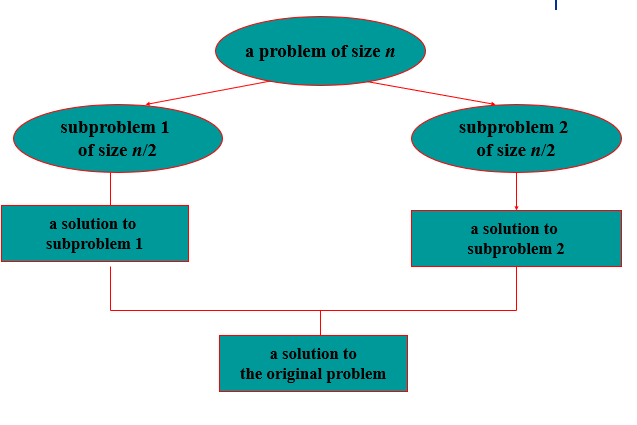 a problem of size n
subproblem 1
of size n/2
subproblem 2
of size n/2
a solution to
subproblem 1
a solution to
subproblem 2
a solution to
the original problem